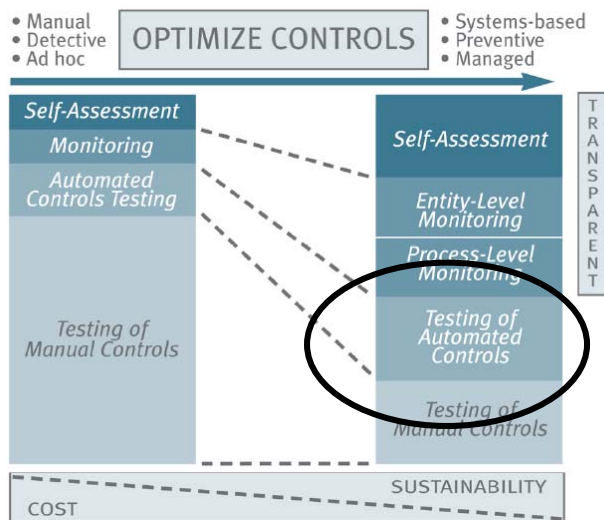 • Manual
• Detective
• Ad hoc
OPTIMIZE CONTROLS
• Systems-based
• Preventive
• Managed
Self-Assessment
Monitoring
Automated
Controls Testing
Testing of
Manual Controls
Self-Assessment
Entity-Level
Monitoring
Process-Level
Monitoring
Testing of
Automated
Controls
Testing of
Manual Controls
TRANSPARENT
SUSTAINABILITY
COST